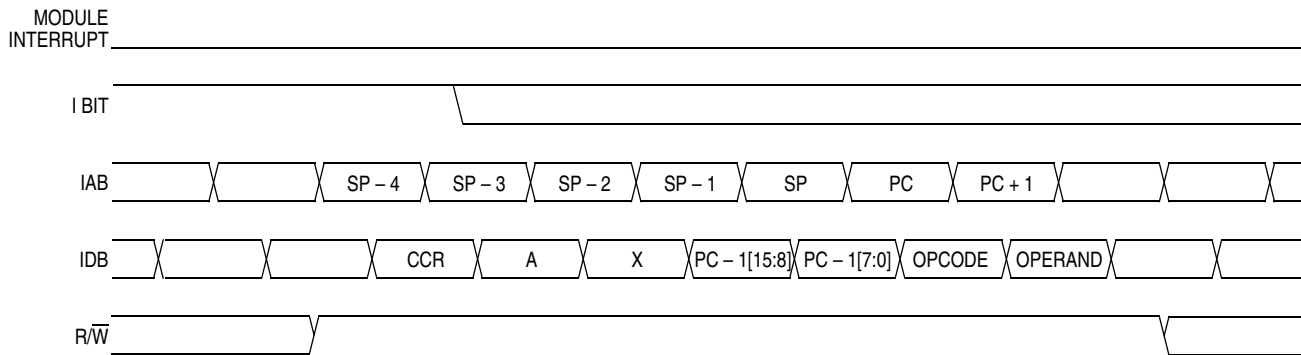 MODULE
INTERRUPT
I BIT
IAB SP – 4 SP – 3 SP – 2 SP – 1 SP PC PC + 1
IDB CCR A X PC – 1[15:8] PC – 1[7:0] OPCODE OPERAND
R/W̅